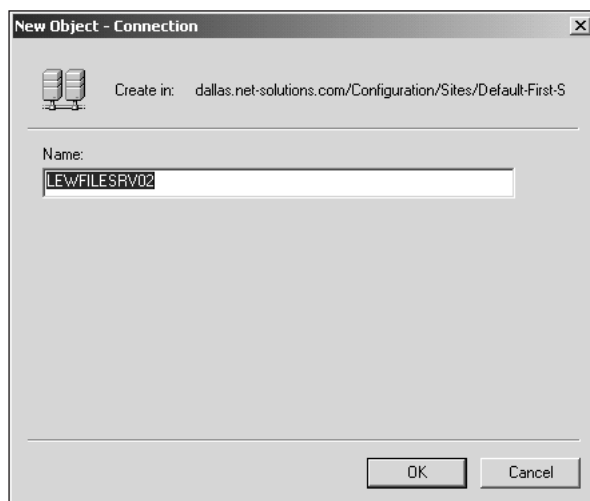 New Object - Connection
Create in: dallas.net-solutions.com/Configuration/Sites/Default-First-S
Name:
LEWFILESRV02
OK Cancel